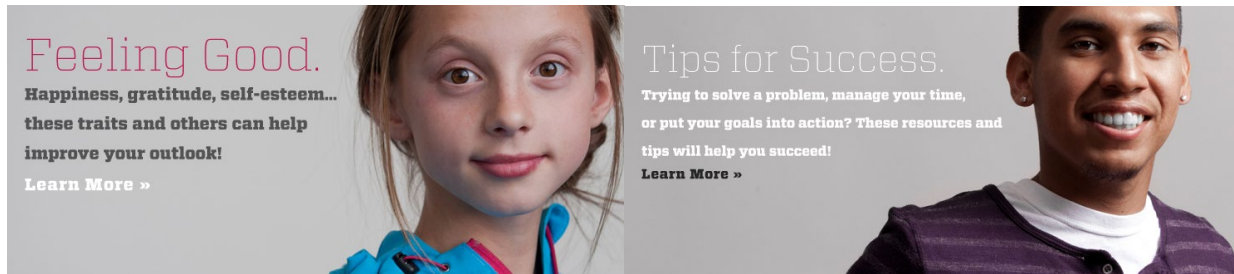 Feeling Good.
Happiness, gratitude, self-esteem...
these traits and others can help
improve your outlook!
Learn More »
Tips for Success.
Trying to solve a problem, manage your time,
or put your goals into action? These resources and
tips will help you succeed!
Learn More »